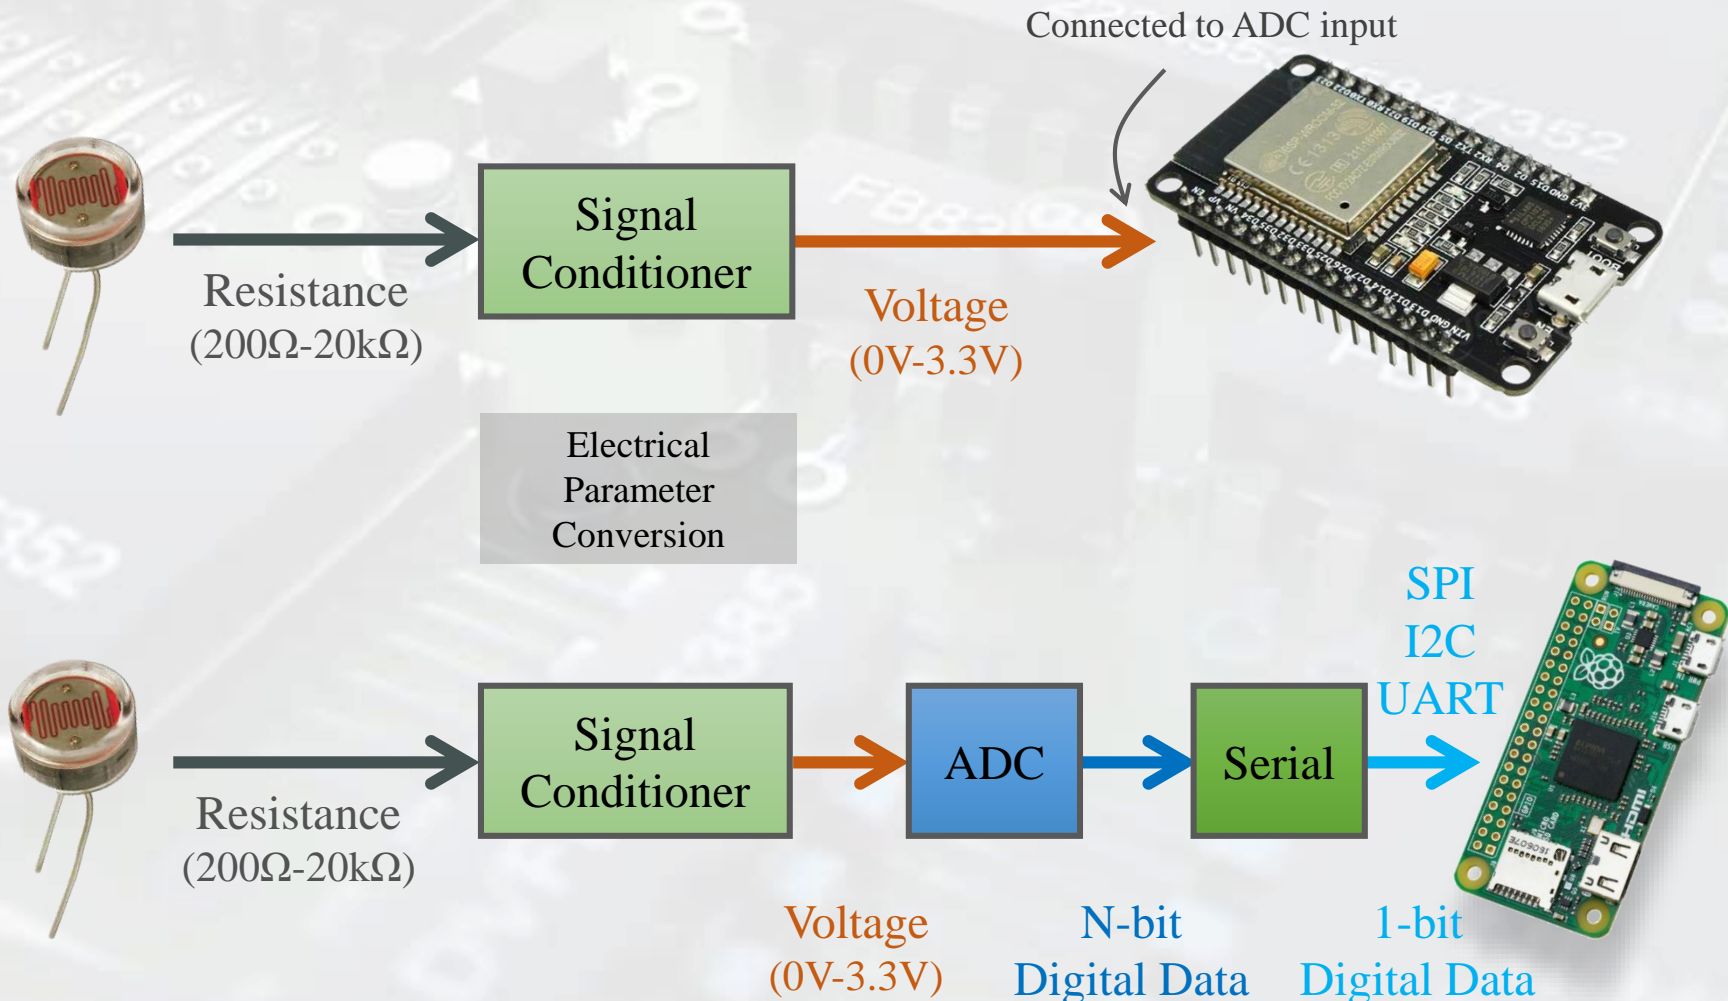 Connected to ADC input
Signal
Conditioner
Resistance
(200Ω-20kΩ)
Voltage
(0V-3.3V)
Electrical
Parameter
Conversion
SPI
I2C
UART
Signal
Conditioner
ADC
Serial
Resistance
(200Ω-20kΩ)
Voltage
(0V-3.3V)
N-bit
Digital Data
1-bit
Digital Data